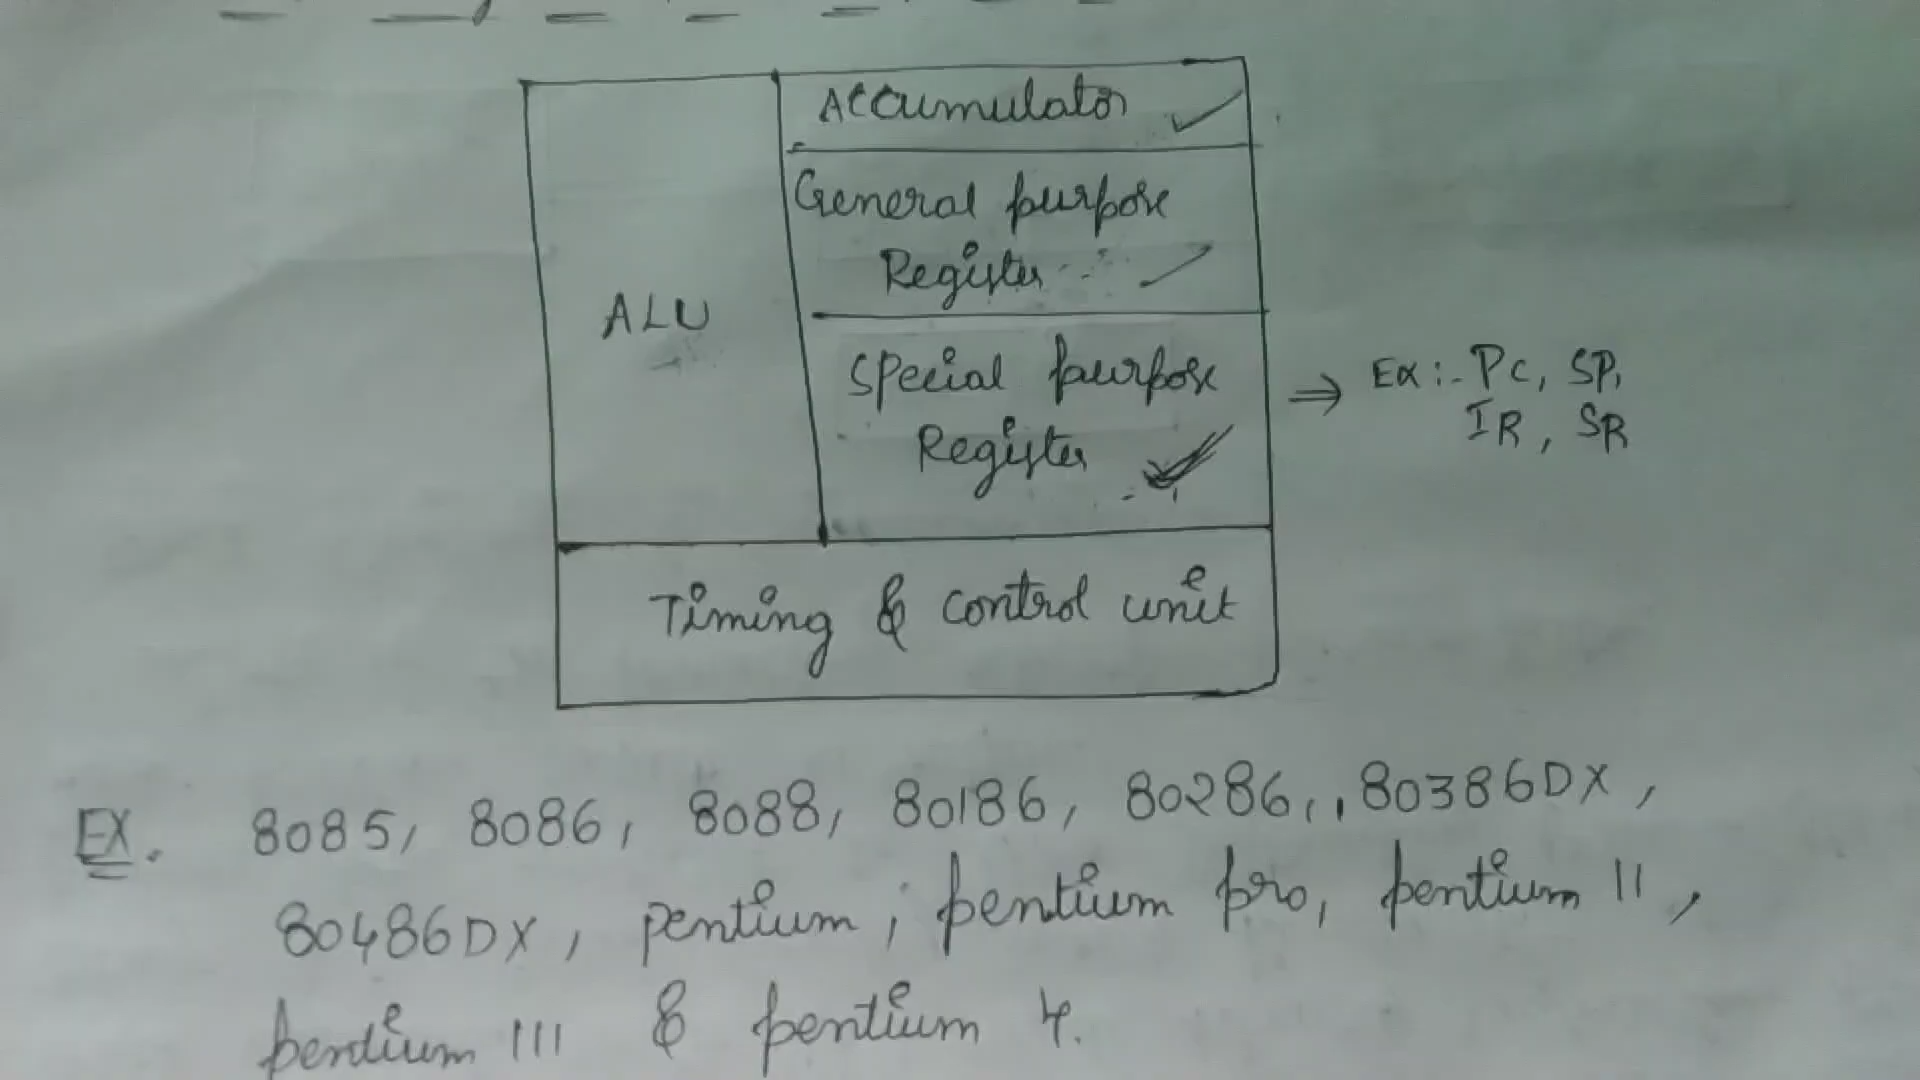 Accumulator
General purpose
Register
ALU
Special purpose
Register
⇒ Ex:- PC, SP,
IR, SR
Timing & control unit
EX. 8085, 8086, 8088, 80186, 80286,, 80386DX,
80486DX, pentium, pentium pro, pentium II,
pentium III & pentium 4.